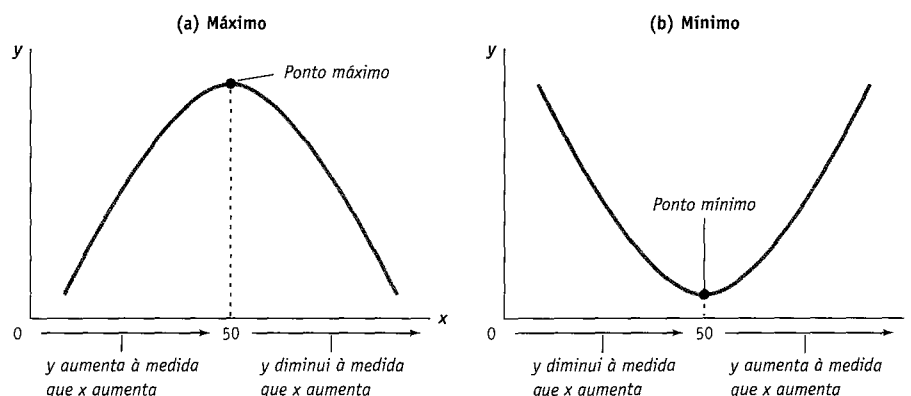 (a) Máximo
y
Ponto máximo
0
50
x
y aumenta à medida
que x aumenta
y diminui à medida
que x aumenta
(b) Mínimo
y
Ponto mínimo
0
50
x
y diminui à medida
que x aumenta
y aumenta à medida
que x aumenta